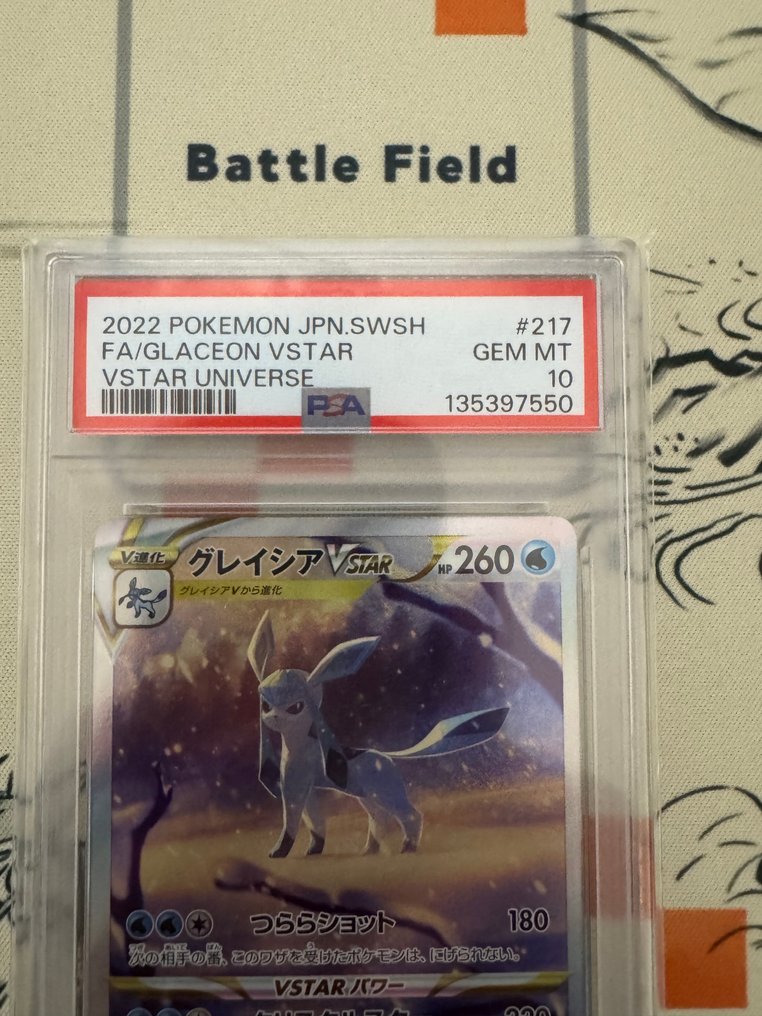 Battle Field
2022 POKEMON JPN.SWSH #217
FA/GLACEON VSTAR GEM MT
VSTAR UNIVERSE 10
PSA 135397550
V進化 グレイシアVSTAR HP260
グレイシアVから進化
つららショット 180
次の相手の番、このワザを受けたポケモンは、にげられない。
VSTARパワー